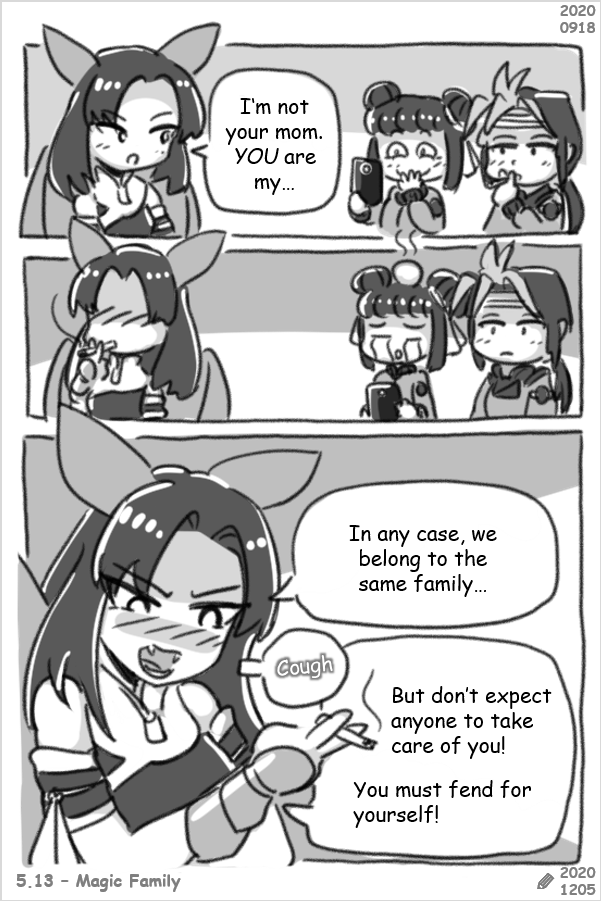 2020
0918
I'm not
your mom.
YOU are
my...
In any case, we
belong to the
same family...
Cough
But don't expect
anyone to take
care of you!
You must fend for
yourself!
5.13 – Magic Family
2020
1205